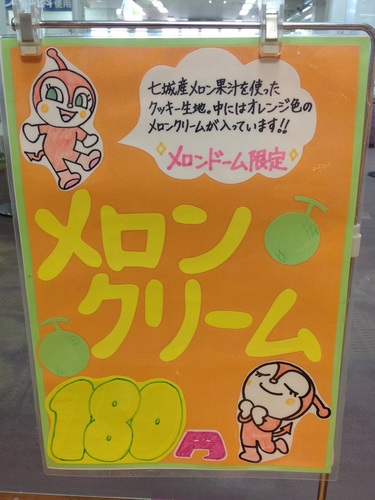 七城産メロン果汁を使った
クッキー生地。中にはオレンジ色の
メロンクリームが入っています!!
メロンドーム限定
メロン
クリーム
180円